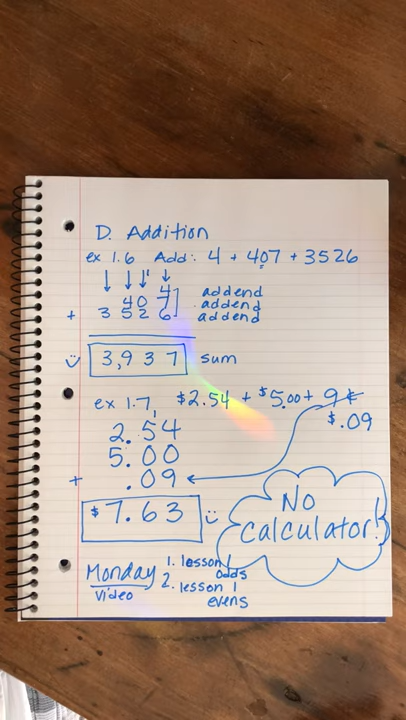 D. Addition
ex 1.6 Add: 4 + 407 + 3526
1
4 addend
407 addend
+ 3526 addend
3,937 sum
ex 1.7, $2.54 + $5.00 + 9¢
$.09
2.54
5.00
+ .09
$7.63
No
calculator!
Monday 1. lesson 1
odds
video 2. lesson 1
evens